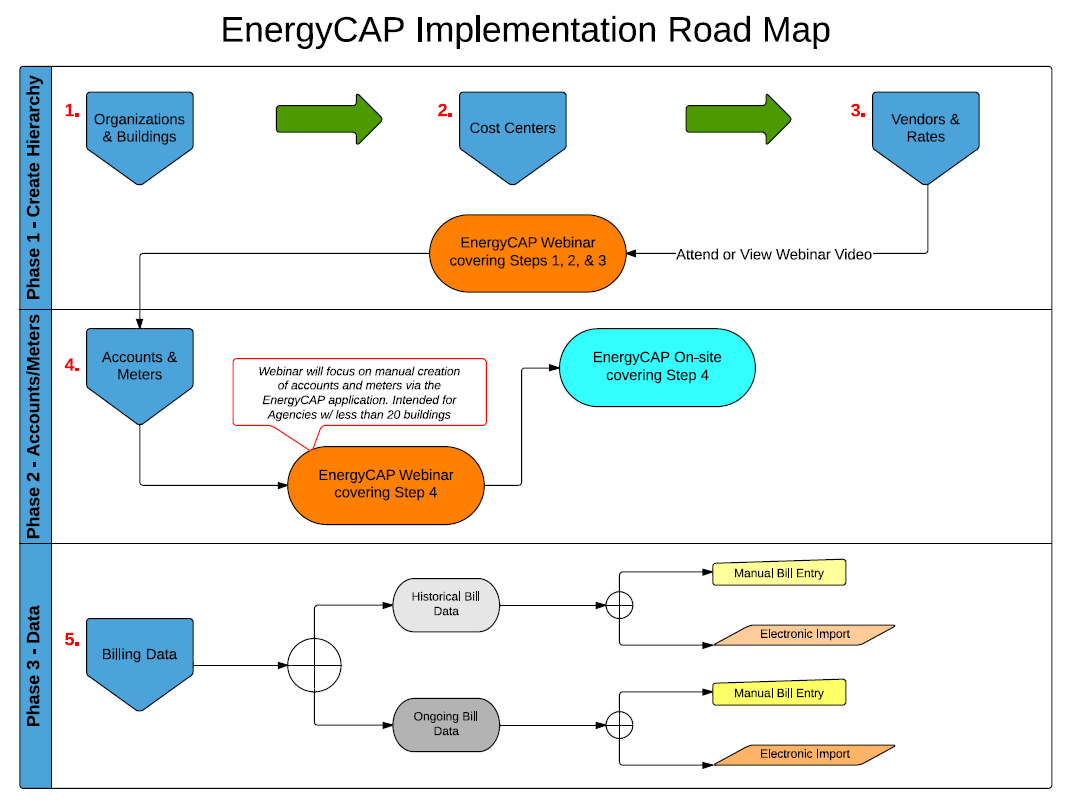 EnergyCAP Implementation Road Map
Phase 1 - Create Hierarchy
1.
Organizations
& Buildings
2.
Cost Centers
3.
Vendors &
Rates
EnergyCAP Webinar
covering Steps 1, 2, & 3
Attend or View Webinar Video
Phase 2 - Accounts/Meters
4.
Accounts &
Meters
Webinar will focus on manual creation
of accounts and meters via the
EnergyCAP application. Intended for
Agencies w/ less than 20 buildings
EnergyCAP On-site
covering Step 4
EnergyCAP Webinar
covering Step 4
Phase 3 - Data
5.
Billing Data
Historical Bill
Data
Manual Bill Entry
Electronic Import
Ongoing Bill
Data
Manual Bill Entry
Electronic Import